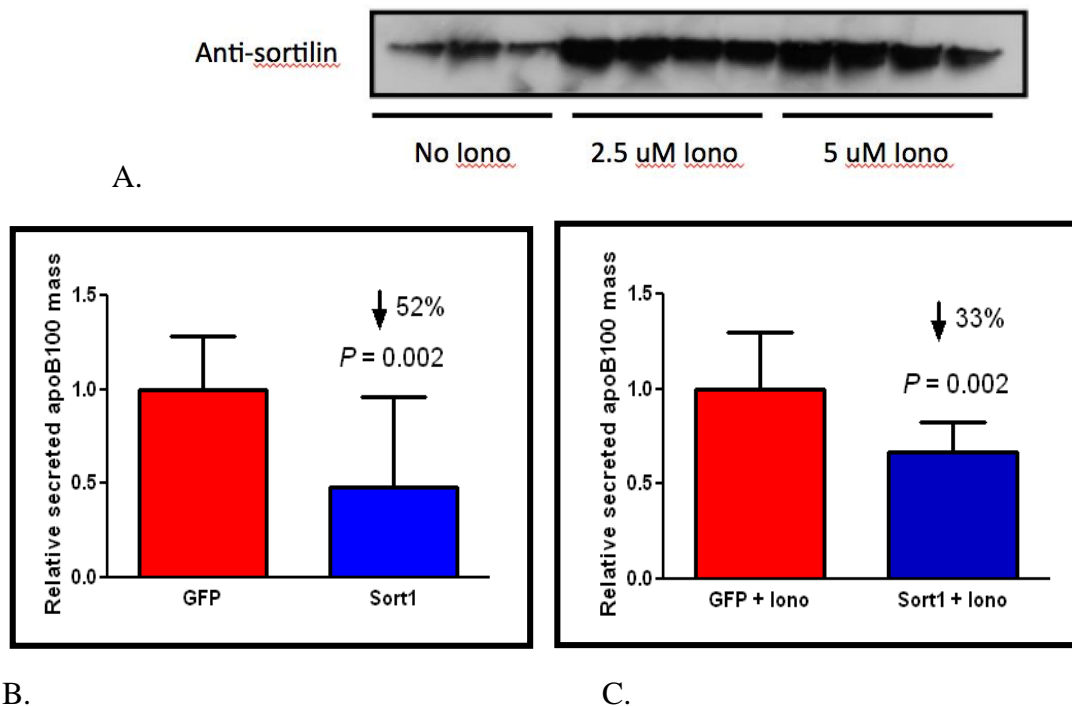 Anti-sortilin
No Iono
2.5 uM Iono
5 uM Iono
A.
Relative secreted apoB100 mass
1.5
1.0
0.5
0.0
52%
P = 0.002
GFP
Sort1
Relative secreted apoB100 mass
1.5
1.0
0.5
0.0
33%
P = 0.002
GFP + Iono
Sort1 + Iono
B.
C.